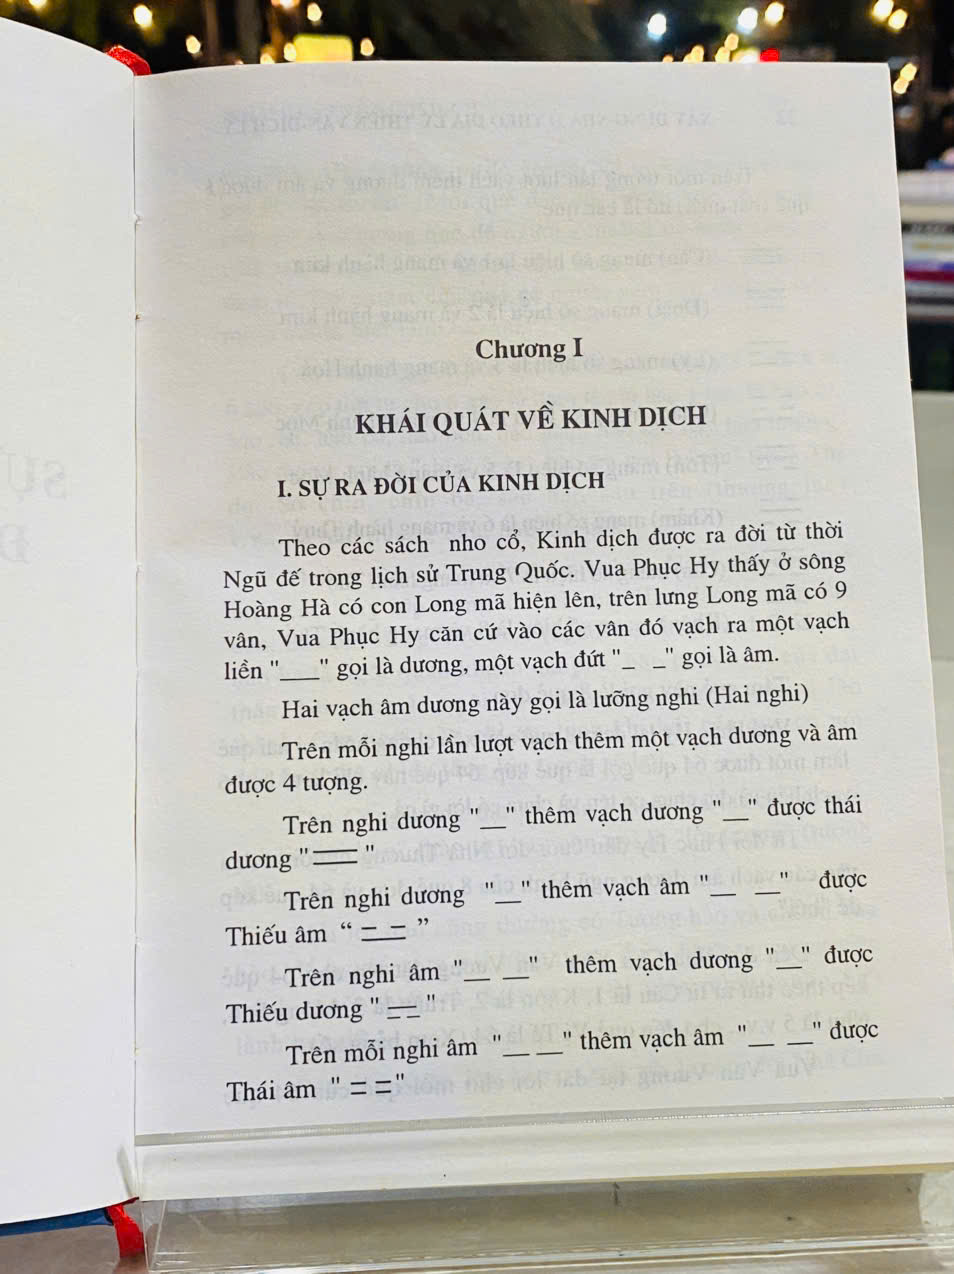 Chương I
KHÁI QUÁT VỀ KINH DỊCH
I. SỰ RA ĐỜI CỦA KINH DỊCH
Theo các sách nho cổ, Kinh dịch được ra đời từ thời
Ngũ đế trong lịch sử Trung Quốc. Vua Phục Hy thấy ở sông
Hoàng Hà có con Long mã hiện lên, trên lưng Long mã có 9
vân, Vua Phục Hy căn cứ vào các vân đó vạch ra một vạch
liền "___" gọi là dương, một vạch đứt "_ _" gọi là âm.
Hai vạch âm dương này gọi là lưỡng nghi (Hai nghi)
Trên mỗi nghi lần lượt vạch thêm một vạch dương và âm
được 4 tượng.
Trên nghi dương "__" thêm vạch dương "__" được thái
dương "⚌"
Trên nghi dương "__" thêm vạch âm "__ __" được
Thiếu âm “⚍”
Trên nghi âm "__ __" thêm vạch dương "__" được
Thiếu dương "⚎"
Trên mỗi nghi âm "__ __" thêm vạch âm "__ __" được
Thái âm "⚏"